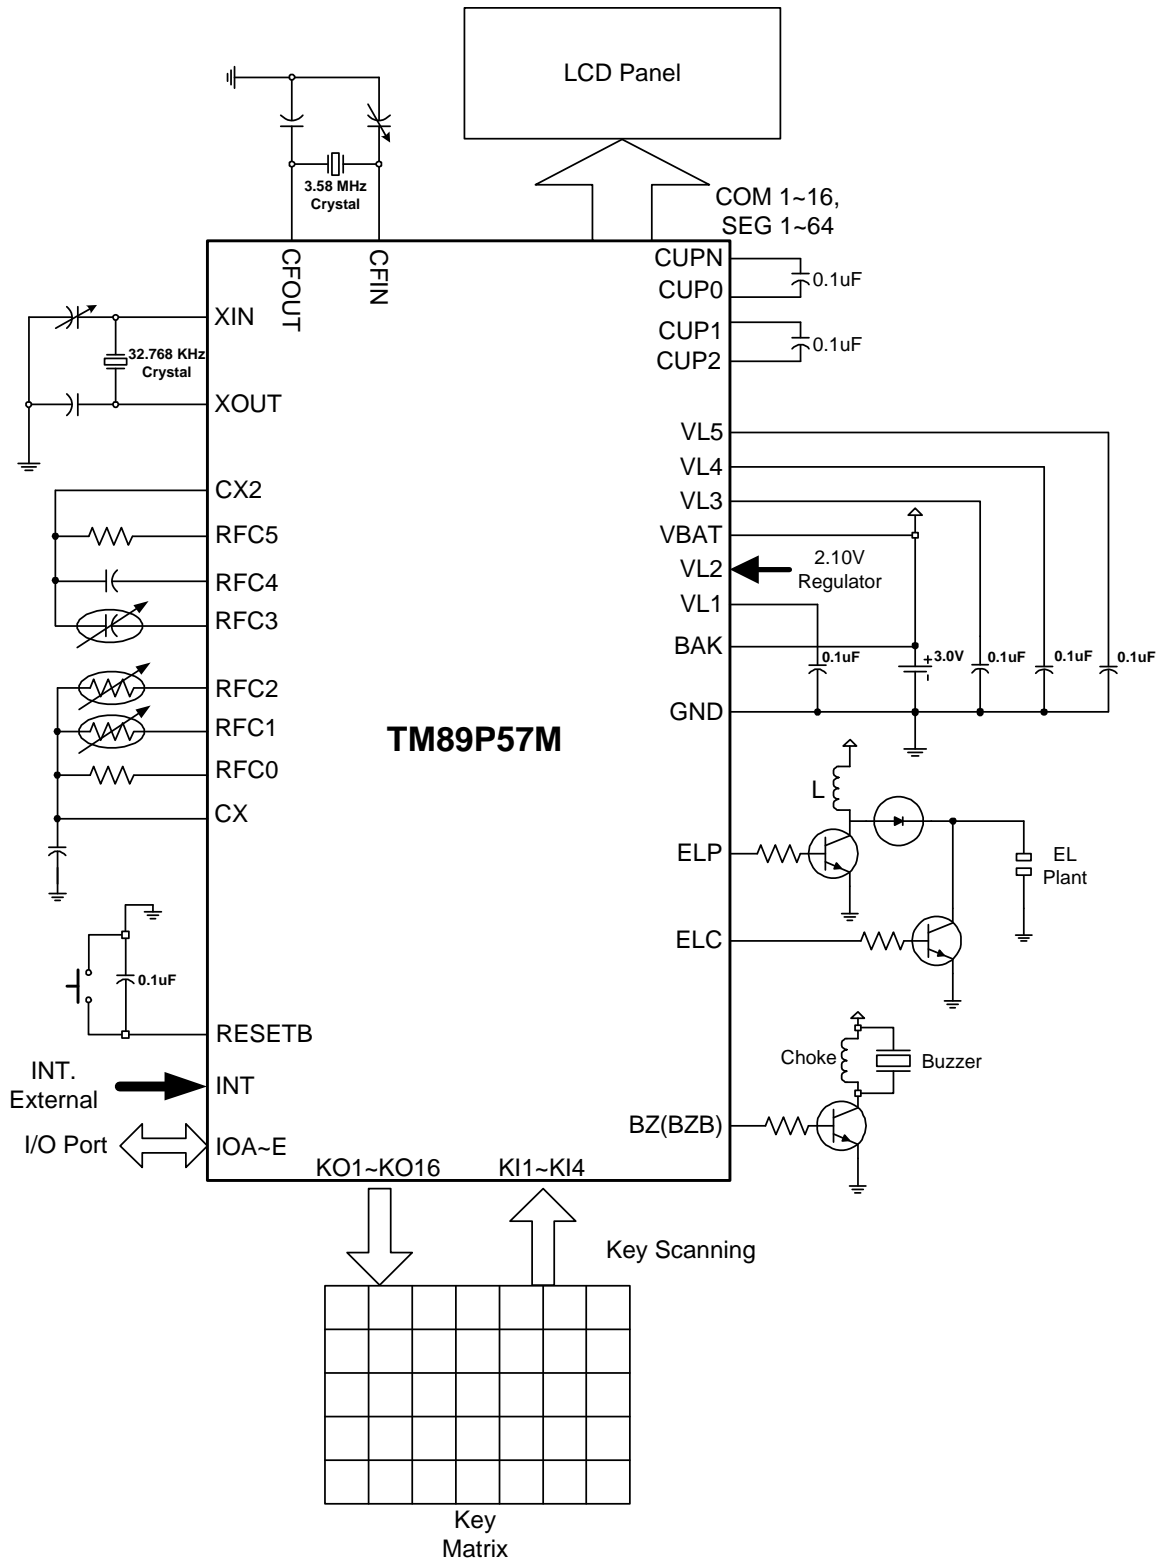 LCD Panel
3.58 MHz
Crystal
COM 1~16,
SEG 1~64
CFOUT
CFIN
CUPN
CUP0
0.1uF
CUP1
CUP2
0.1uF
XIN
32.768 KHz
Crystal
XOUT
VL5
VL4
VL3
VBAT
VL2
2.10V
Regulator
VL1
BAK
GND
0.1uF
3.0V
0.1uF
0.1uF
0.1uF
CX2
RFC5
RFC4
RFC3
RFC2
RFC1
RFC0
CX
TM89P57M
L
ELP
EL
Plant
ELC
0.1uF
RESETB
INT.
External
INT
I/O Port
IOA~E
Choke
Buzzer
BZ(BZB)
KO1~KO16
KI1~KI4
Key Scanning
Key
Matrix